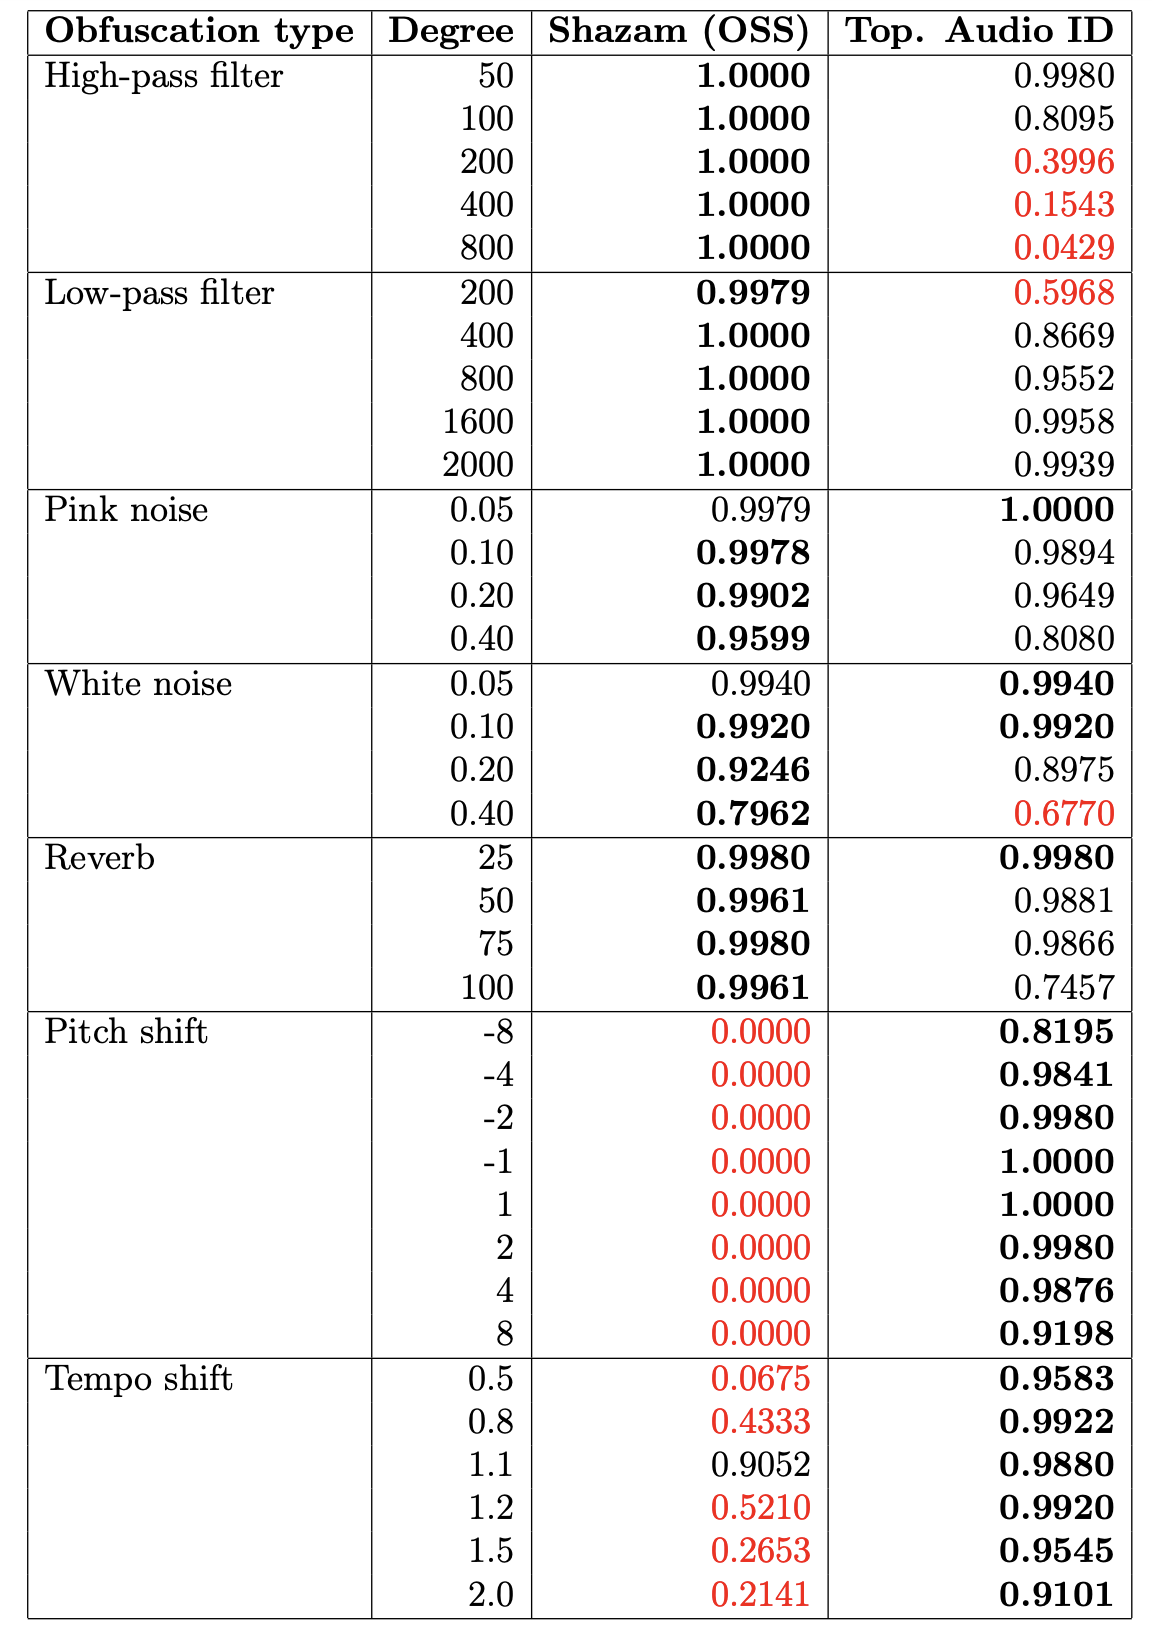 Obfuscation type Degree Shazam (OSS) Top. Audio ID
High-pass filter 50 1.0000 0.9980
100 1.0000 0.8095
200 1.0000 0.3996
400 1.0000 0.1543
800 1.0000 0.0429
Low-pass filter 200 0.9979 0.5968
400 1.0000 0.8669
800 1.0000 0.9552
1600 1.0000 0.9958
2000 1.0000 0.9939
Pink noise 0.05 0.9979 1.0000
0.10 0.9978 0.9894
0.20 0.9902 0.9649
0.40 0.9599 0.8080
White noise 0.05 0.9940 0.9940
0.10 0.9920 0.9920
0.20 0.9246 0.8975
0.40 0.7962 0.6770
Reverb 25 0.9980 0.9980
50 0.9961 0.9881
75 0.9980 0.9866
100 0.9961 0.7457
Pitch shift -8 0.0000 0.8195
-4 0.0000 0.9841
-2 0.0000 0.9980
-1 0.0000 1.0000
1 0.0000 1.0000
2 0.0000 0.9980
4 0.0000 0.9876
8 0.0000 0.9198
Tempo shift 0.5 0.0675 0.9583
0.8 0.4333 0.9922
1.1 0.9052 0.9880
1.2 0.5210 0.9920
1.5 0.2653 0.9545
2.0 0.2141 0.9101